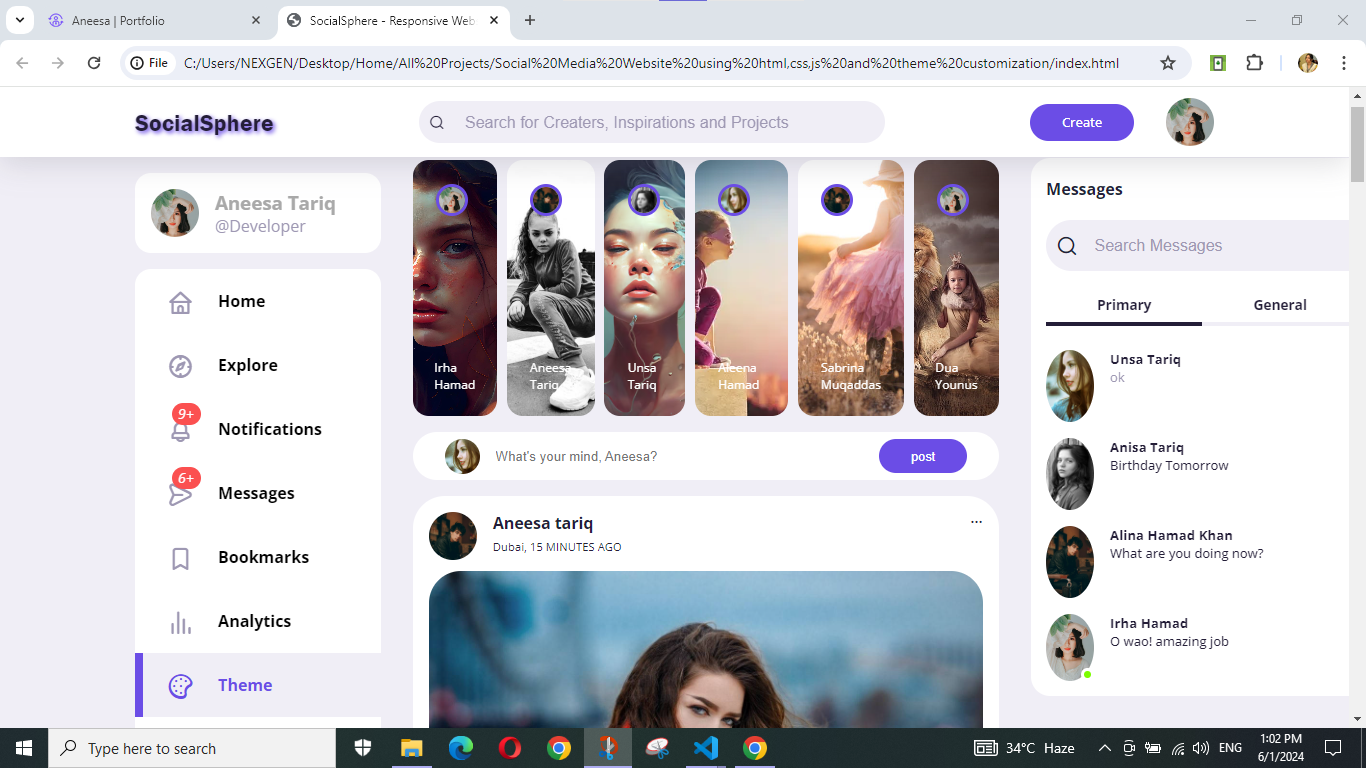 Aneesa | Portfolio
SocialSphere - Responsive Web
File
C:/Users/NEXGEN/Desktop/Home/All%20Projects/Social%20Media%20Website%20using%20html,css,js%20and%20theme%20customization/index.html
SocialSphere
Search for Creaters, Inspirations and Projects
Create
Aneesa Tariq
@Developer
Home
Explore
9+
Notifications
6+
Messages
Bookmarks
Analytics
Theme
Irha
Hamad
Aneesa
Tariq
Unsa
Tariq
Aleena
Hamad
Sabrina
Muqaddas
Dua
Younus
What's your mind, Aneesa?
post
Aneesa tariq
Dubai, 15 MINUTES AGO
...
Messages
Search Messages
Primary
General
Unsa Tariq
ok
Anisa Tariq
Birthday Tomorrow
Alina Hamad Khan
What are you doing now?
Irha Hamad
O wao! amazing job
Type here to search
34°C Haze
ENG
1:02 PM
6/1/2024